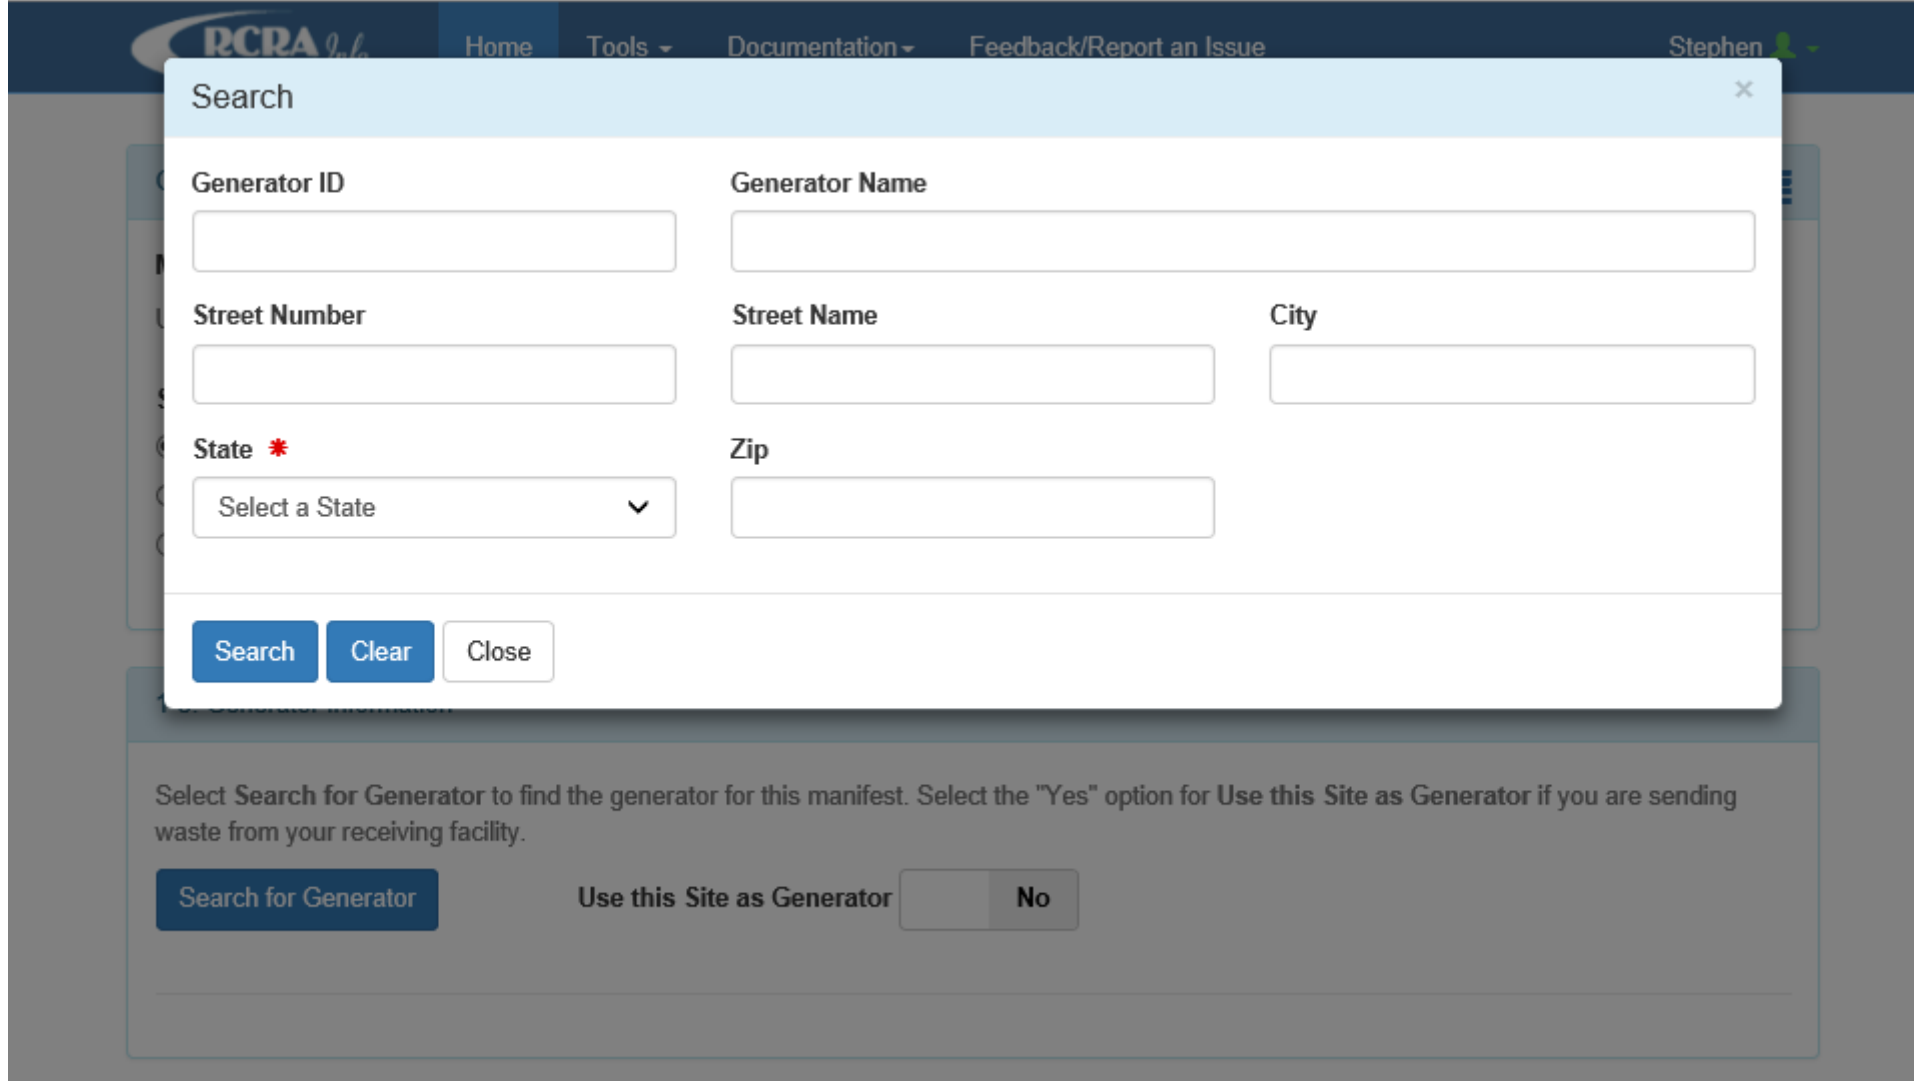 RCRA Info Home Tools Documentation Feedback/Report an Issue Stephen
Search ×
Generator ID Generator Name
Street Number Street Name City
State * Zip
Select a State
Search Clear Close
Select Search for Generator to find the generator for this manifest. Select the "Yes" option for Use this Site as Generator if you are sending
waste from your receiving facility.
Search for Generator Use this Site as Generator No